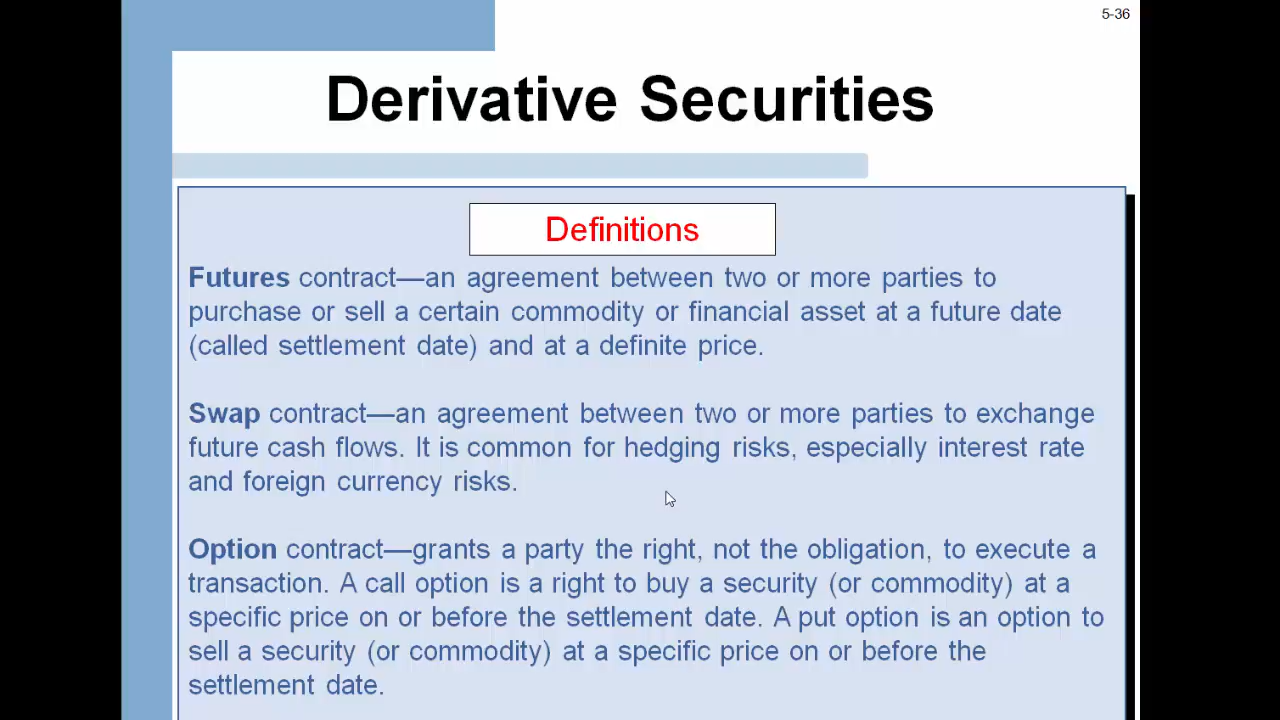 5-36
Derivative Securities
Definitions
Futures contract—an agreement between two or more parties to
purchase or sell a certain commodity or financial asset at a future date
(called settlement date) and at a definite price.
Swap contract—an agreement between two or more parties to exchange
future cash flows. It is common for hedging risks, especially interest rate
and foreign currency risks.
Option contract—grants a party the right, not the obligation, to execute a
transaction. A call option is a right to buy a security (or commodity) at a
specific price on or before the settlement date. A put option is an option to
sell a security (or commodity) at a specific price on or before the
settlement date.